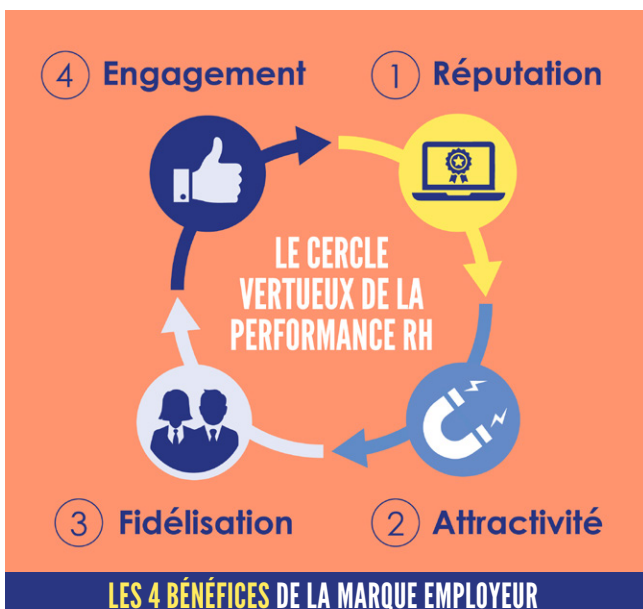 4 Engagement
1 Réputation
LE CERCLE
VERTUEUX DE LA
PERFORMANCE RH
3 Fidélisation
2 Attractivité
LES 4 BÉNÉFICES DE LA MARQUE EMPLOYEUR